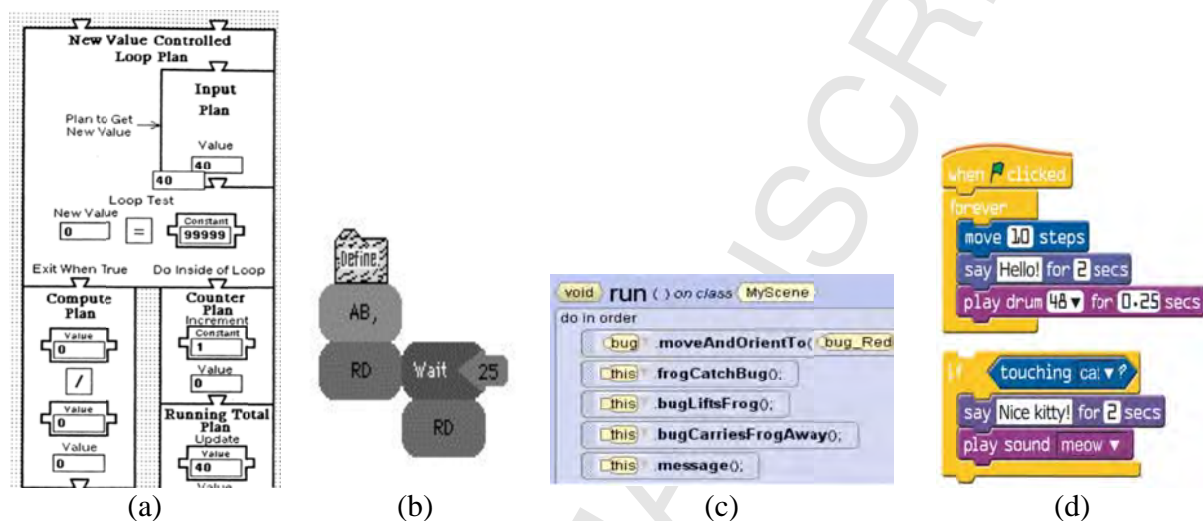 New Value Controlled
Loop Plan
Input
Plan
Plan to Get
New Value
Value
40
40
Loop Test
New Value
0
=
Constant
99999
Exit When True
Do Inside of Loop
Compute
Plan
Value
0
/
Value
0
Value
0
Counter
Plan
Increment
Constant
1
Value
0
Running Total
Plan
Update
Value
40
Value
(a)
Define
AB,
RD
Wait
25
RD
(b)
void run ( ) on class MyScene
do in order
bug .moveAndOrientTo( bug_Red
this .frogCatchBug();
this .bugLiftsFrog();
this .bugCarriesFrogAway();
this .message();
(c)
when clicked
forever
move 10 steps
say Hello! for 2 secs
play drum 48 for 0.25 secs
if touching cat ?
say Nice kitty! for 2 secs
play sound meow
(d)